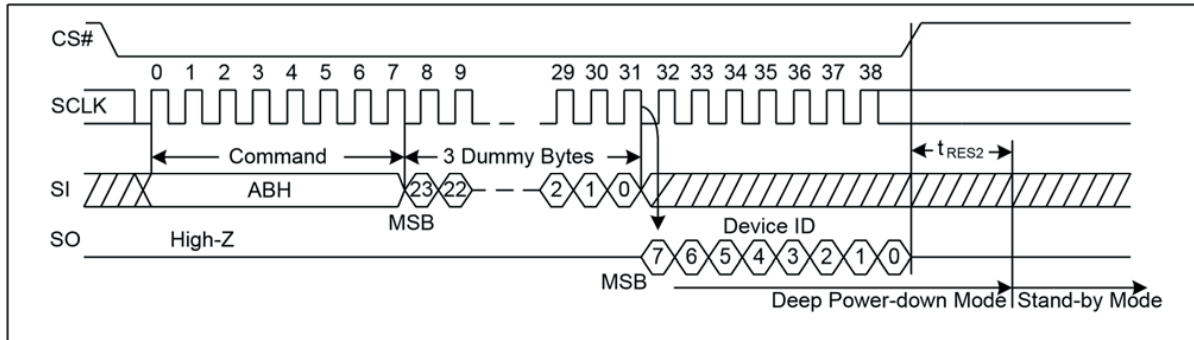 CS#
0 1 2 3 4 5 6 7 8 9 29 30 31 32 33 34 35 36 37 38
SCLK
Command 3 Dummy Bytes tRES2
SI ABH 23 22 2 1 0
MSB Device ID
SO High-Z
7 6 5 4 3 2 1 0
MSB
Deep Power-down Mode Stand-by Mode